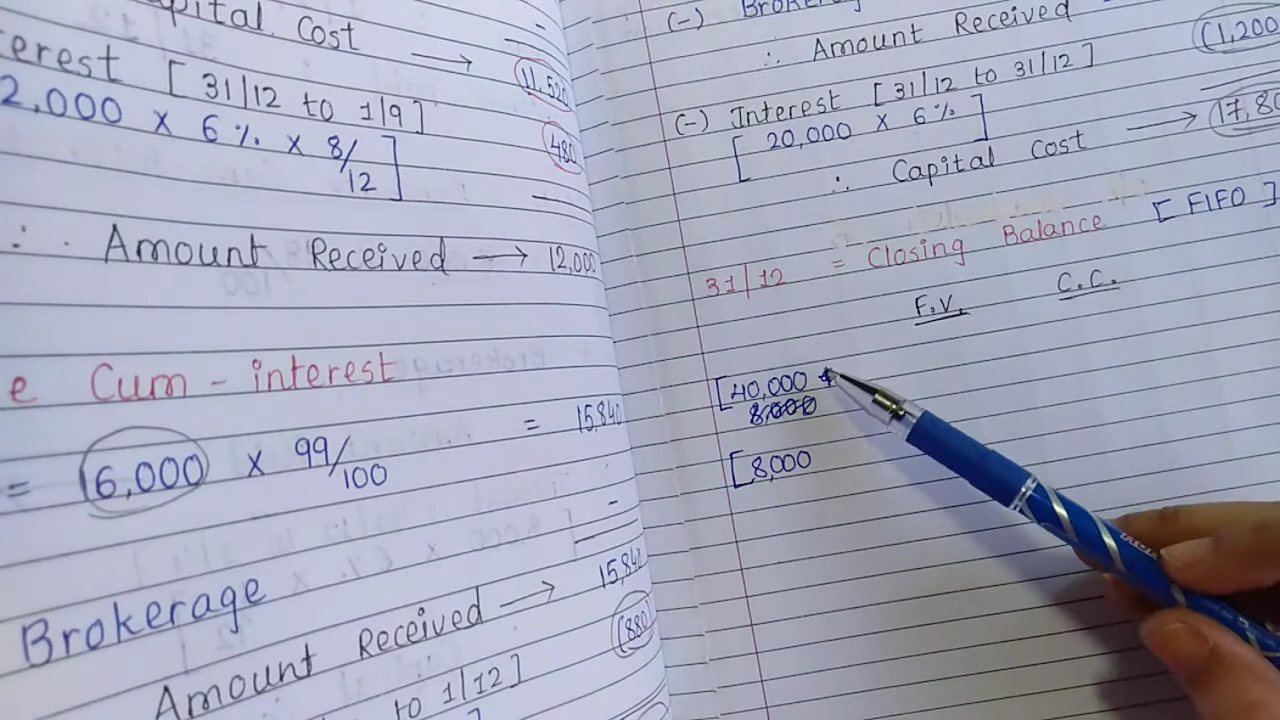 Capital Cost → 11,520
[31/12 to 1/9]
2,000 × 6% × 8/12] 480
∴ Amount Received → 12,000
e Cum - interest
= 6,000 × 99/100 = 15,840
Brokerage -
Amount Received → 15,840
to 1/12] (880)
(-)
∴ Amount Received
(-) Interest [31/12 to 31/12] (1,200
[20,000 × 6%]
∴ Capital Cost → 17,80
31/12 = Closing Balance [FIFO]
F.V. C.C.
[40,000
8,000
[8,000